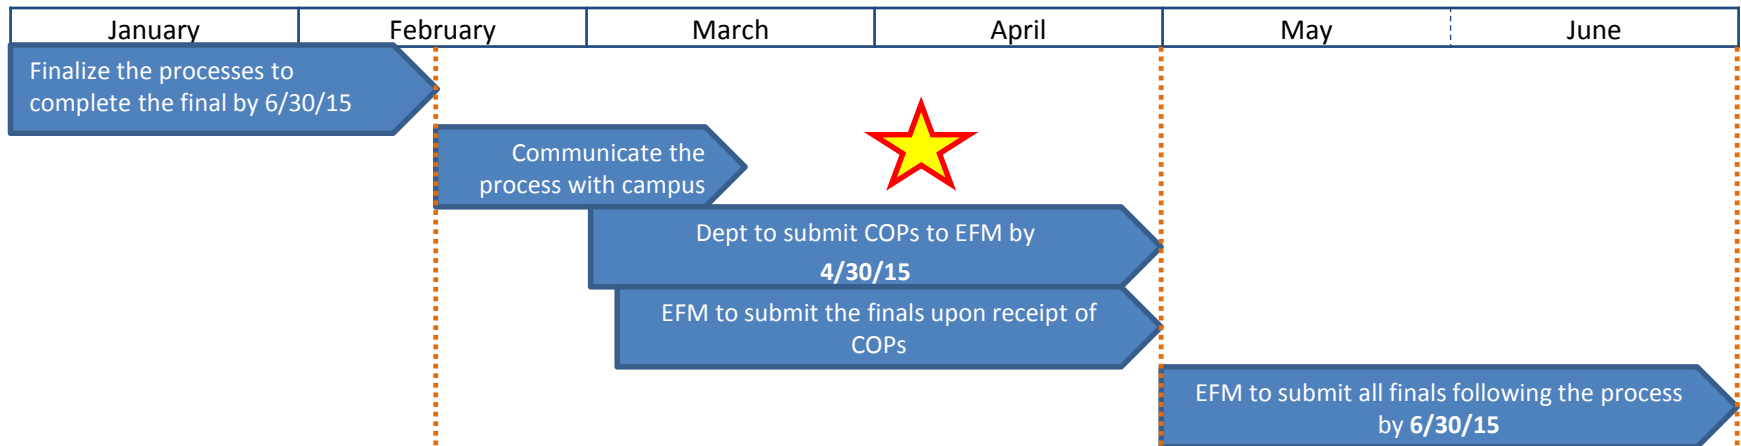 January February March April May June
Finalize the processes to
complete the final by 6/30/15
Communicate the
process with campus
Dept to submit COPs to EFM by
4/30/15
EFM to submit the finals upon receipt of
COPs
EFM to submit all finals following the process
by 6/30/15